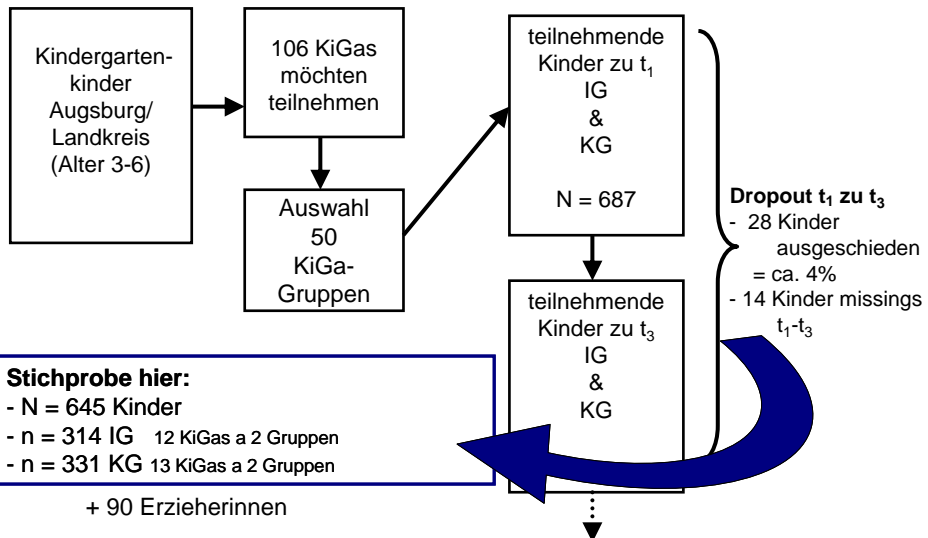 Kindergarten-
kinder
Augsburg/
Landkreis
(Alter 3-6)
106 KiGas
möchten
teilnehmen
Auswahl
50
KiGa-
Gruppen
teilnehmende
Kinder zu t₁
IG
&
KG
N = 687
teilnehmende
Kinder zu t₃
IG
&
KG
Dropout t₁ zu t₃
- 28 Kinder
ausgeschieden
= ca. 4%
- 14 Kinder missings
t₁-t₃
Stichprobe hier:
- N = 645 Kinder
- n = 314 IG 12 KiGas a 2 Gruppen
- n = 331 KG 13 KiGas a 2 Gruppen
+ 90 Erzieherinnen